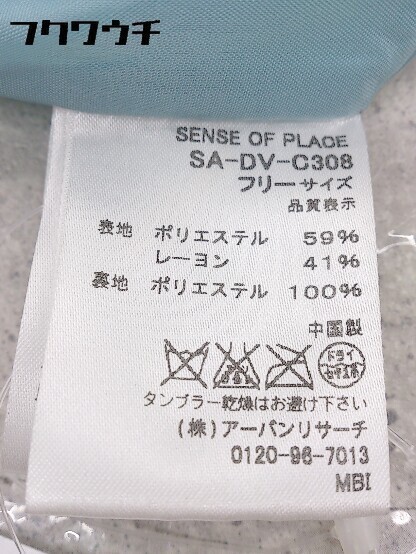 フクワウチ
SENSE OF PLACE
SA-DV-C308
フリーサイズ
品質表示
表地 ポリエステル 59%
レーヨン 41%
裏地 ポリエステル 100%
中国製
ドライ
タンブラー乾燥はお避け下さい
(株)アーバンリサーチ
0120-96-7013
MBI